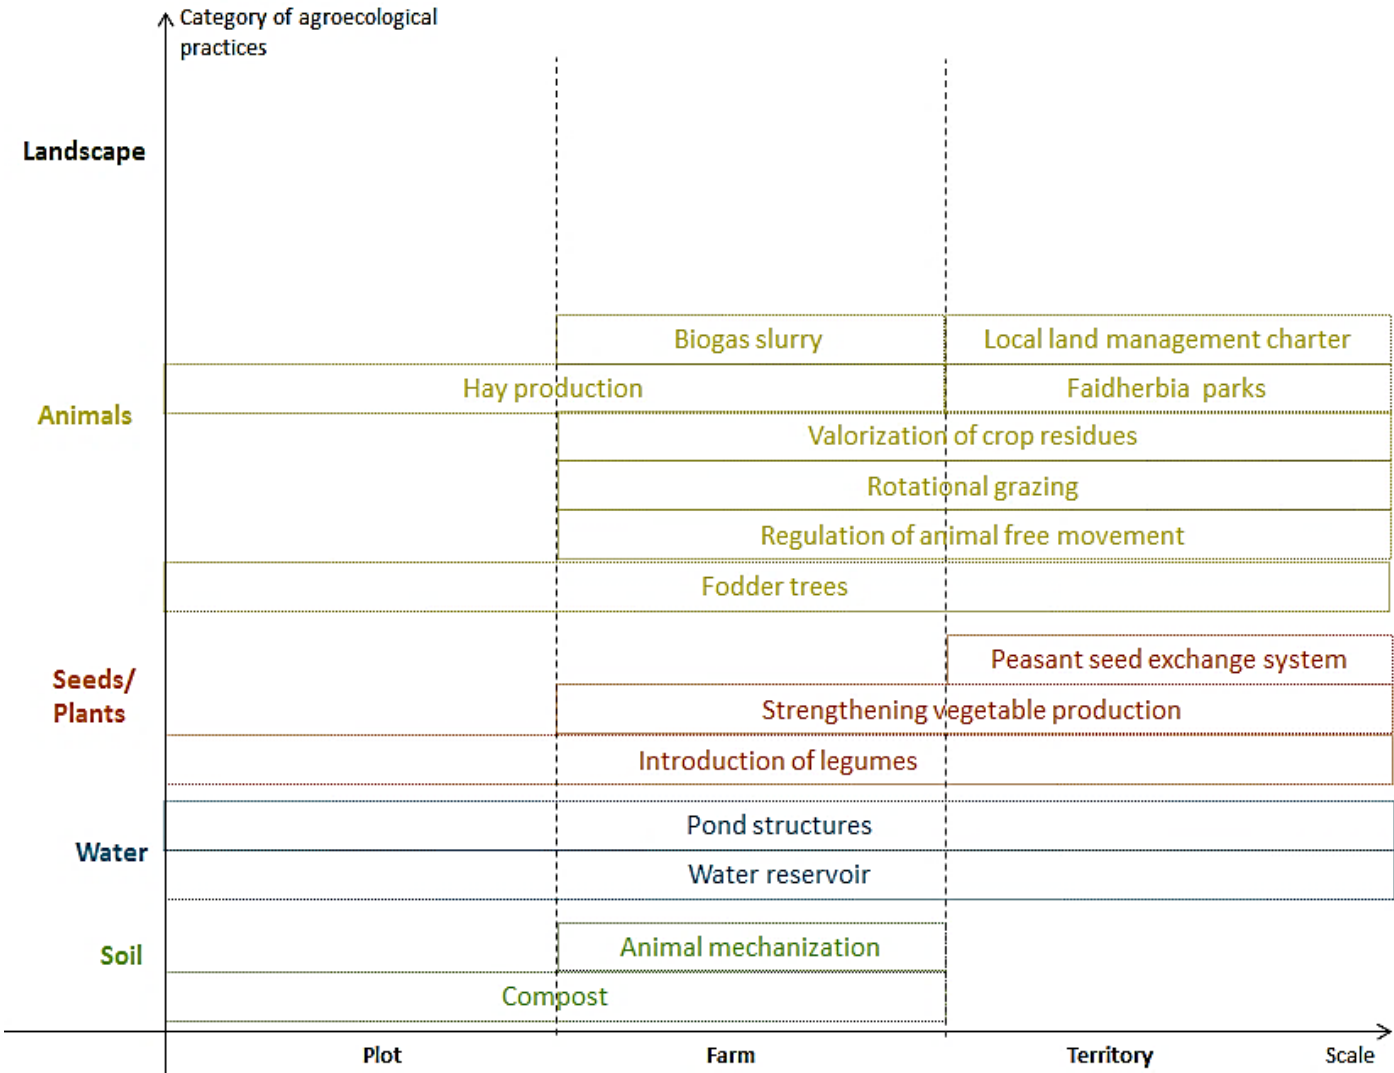 Category of agroecological
practices
Landscape
Biogas slurry
Local land management charter
Hay production
Faidherbia parks
Animals
Valorization of crop residues
Rotational grazing
Regulation of animal free movement
Fodder trees
Peasant seed exchange system
Seeds/
Plants
Strengthening vegetable production
Introduction of legumes
Pond structures
Water
Water reservoir
Animal mechanization
Soil
Compost
Plot
Farm
Territory
Scale